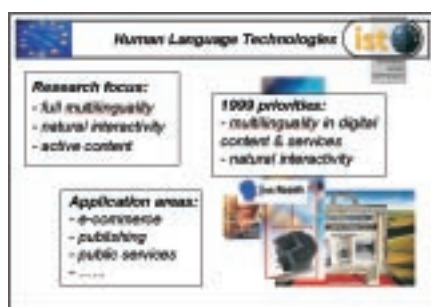 Human Language Technologies
ist
Research focus:
- full multilinguality
- natural interactivity
- active content
1999 priorities:
- multilinguality in digital
content & services
- natural interactivity
Application areas:
- e-commerce
- publishing
- public services
- .....